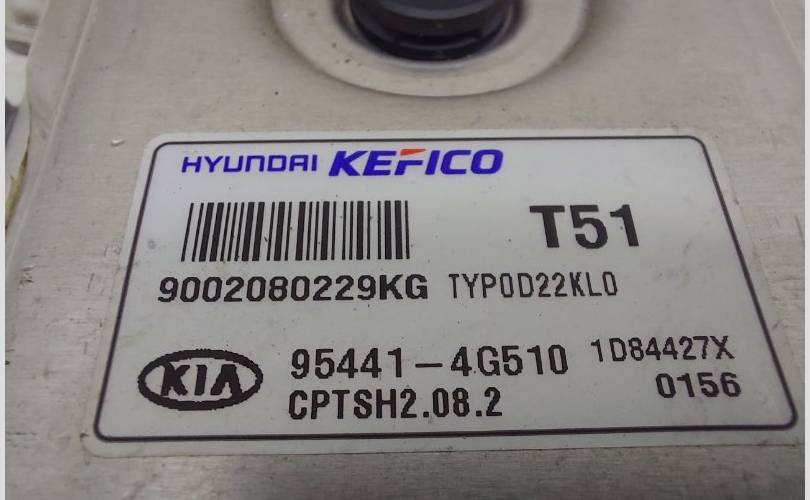 HYUNDAI KEFICO
T51
9002080229KG TYP0D22KL0
KIA 95441-4G510 1D84427X
CPTSH2.08.2 0156